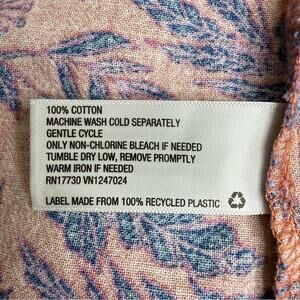 100% COTTON
MACHINE WASH COLD SEPARATELY
GENTLE CYCLE
ONLY NON-CHLORINE BLEACH IF NEEDED
TUMBLE DRY LOW, REMOVE PROMPTLY
WARM IRON IF NEEDED
RN17730 VN1247024
LABEL MADE FROM 100% RECYCLED PLASTIC